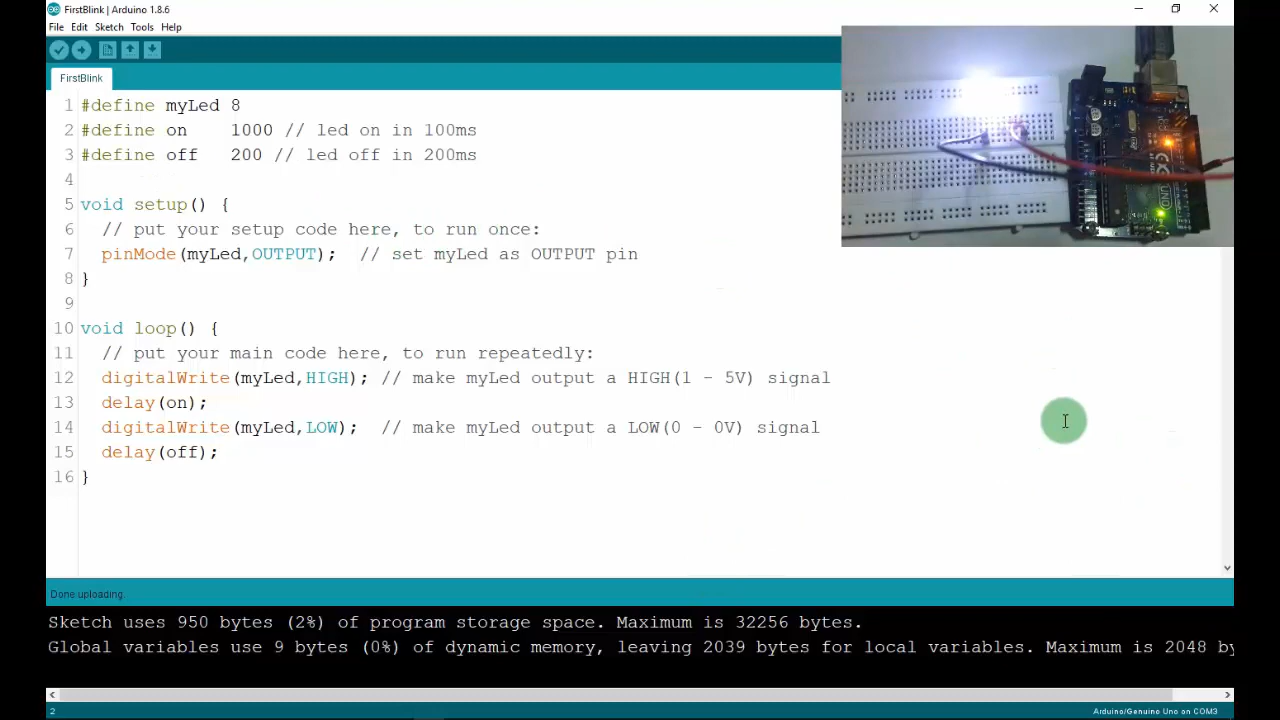 FirstBlink | Arduino 1.8.6
File Edit Sketch Tools Help
FirstBlink
1 #define myLed 8
2 #define on 1000 // led on in 100ms
3 #define off 200 // led off in 200ms
4
5 void setup() {
6 // put your setup code here, to run once:
7 pinMode(myLed,OUTPUT); // set myLed as OUTPUT pin
8 }
9
10 void loop() {
11 // put your main code here, to run repeatedly:
12 digitalWrite(myLed,HIGH); // make myLed output a HIGH(1 - 5V) signal
13 delay(on);
14 digitalWrite(myLed,LOW); // make myLed output a LOW(0 - 0V) signal
15 delay(off);
16 }
Done uploading.
Sketch uses 950 bytes (2%) of program storage space. Maximum is 32256 bytes.
Global variables use 9 bytes (0%) of dynamic memory, leaving 2039 bytes for local variables. Maximum is 2048 by
2
Arduino/Genuino Uno on COM3
UNO